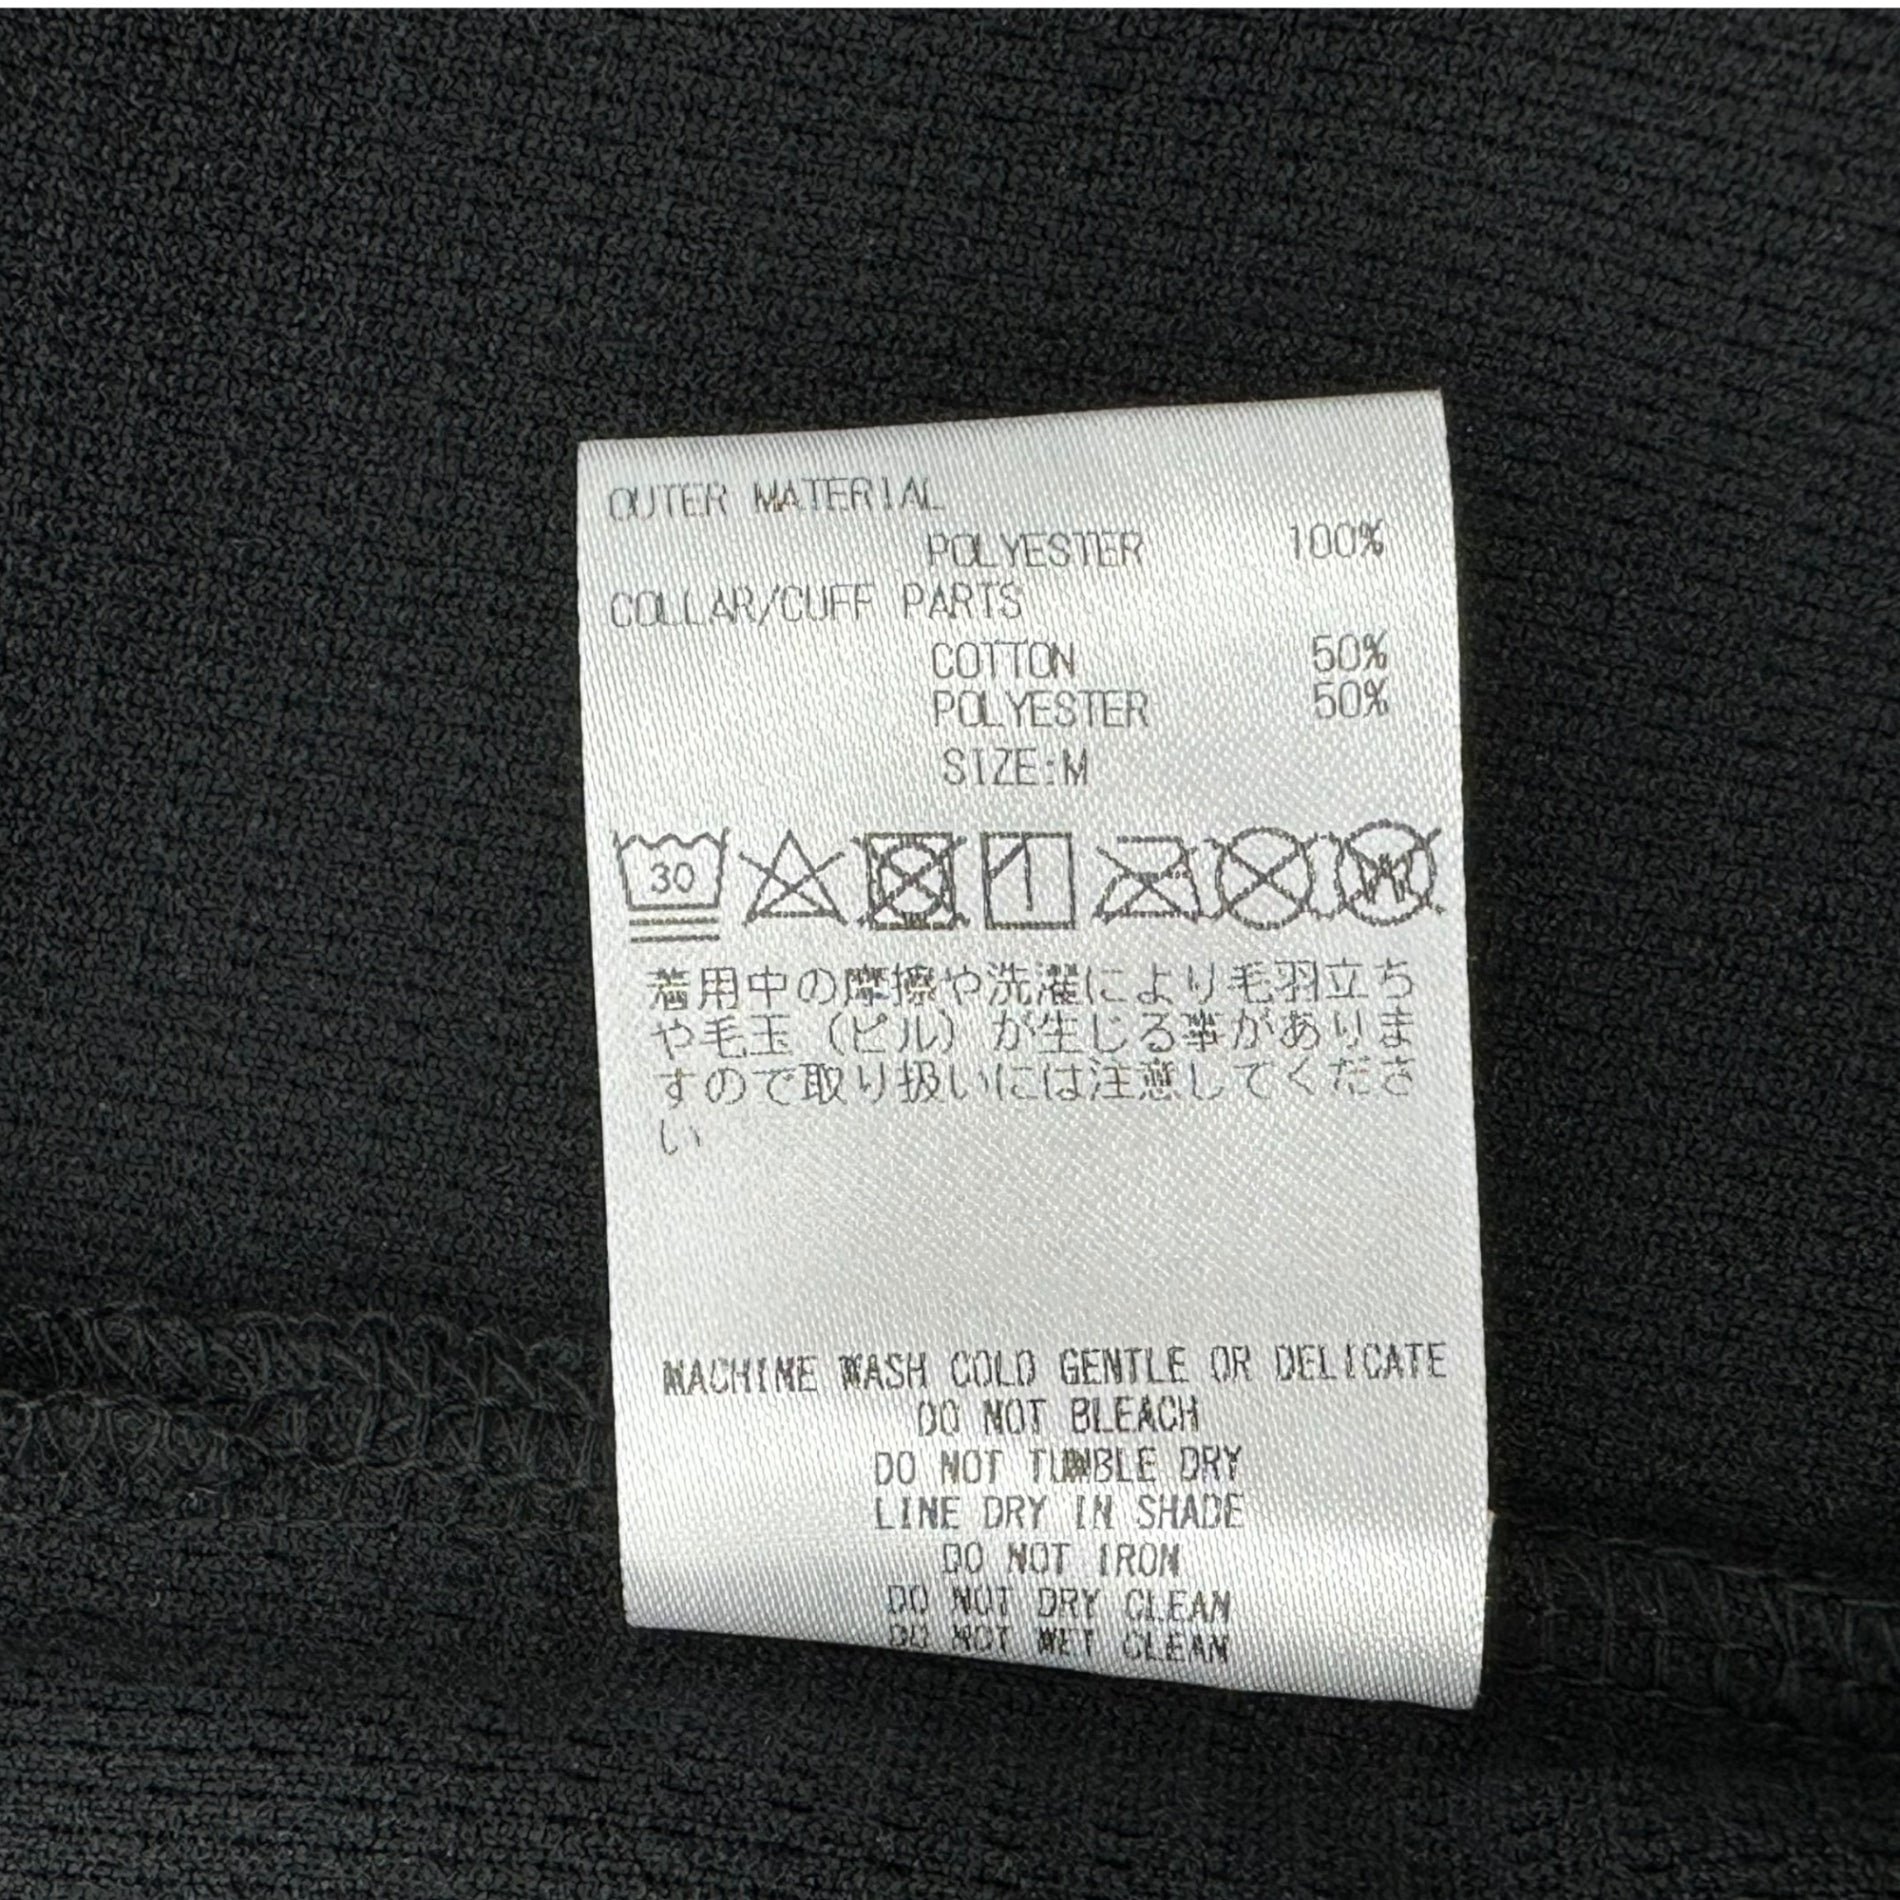 OUTER MATERIAL
POLYESTER 100%
COLLAR/CUFF PARTS
COTTON 50%
POLYESTER 50%
SIZE:M
30 W
着用中の摩擦や洗濯により毛羽立ち
や毛玉（ピル）が生じる事がありま
すので取り扱いには注意してくださ
い
MACHINE WASH COLD GENTLE OR DELICATE
DO NOT BLEACH
DO NOT TUMBLE DRY
LINE DRY IN SHADE
DO NOT IRON
DO NOT DRY CLEAN
DO NOT WET CLEAN